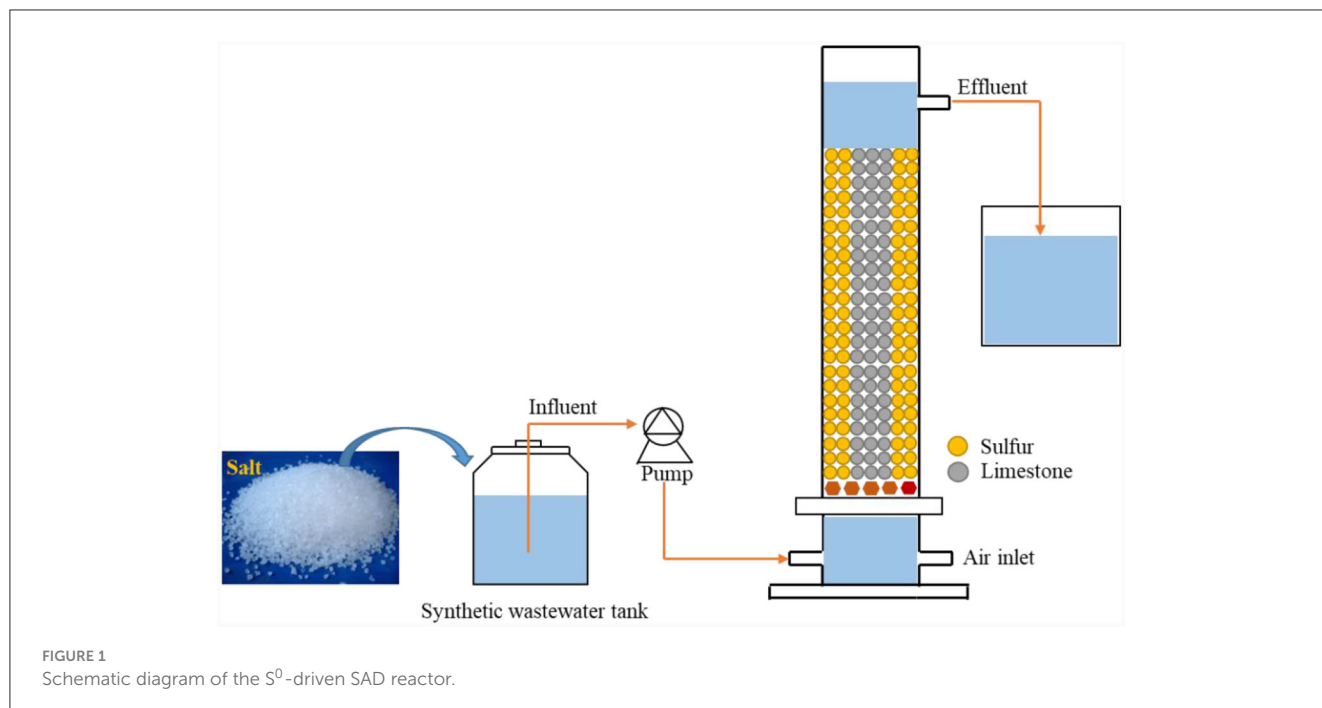 Effluent
Influent
Salt
Pump
Sulfur
Limestone
Air inlet
Synthetic wastewater tank
FIGURE 1
Schematic diagram of the S⁰-driven SAD reactor.